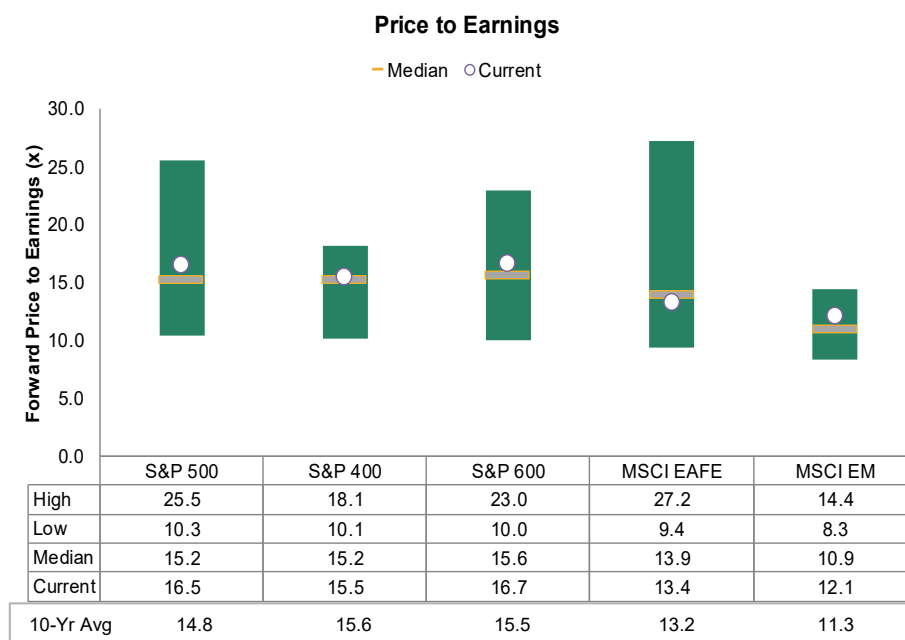 Price to Earnings
Median Current
Forward Price to Earnings (x)
30.0
25.0
20.0
15.0
10.0
5.0
0.0
S&P 500 S&P 400 S&P 600 MSCI EAFE MSCI EM
High 25.5 18.1 23.0 27.2 14.4
Low 10.3 10.1 10.0 9.4 8.3
Median 15.2 15.2 15.6 13.9 10.9
Current 16.5 15.5 16.7 13.4 12.1
10-Yr Avg 14.8 15.6 15.5 13.2 11.3